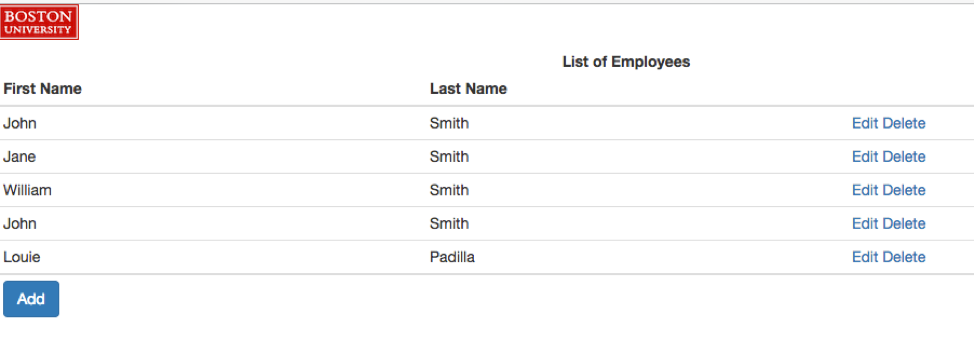 BOSTON
UNIVERSITY
List of Employees
First Name Last Name
John Smith Edit Delete
Jane Smith Edit Delete
William Smith Edit Delete
John Smith Edit Delete
Louie Padilla Edit Delete
Add